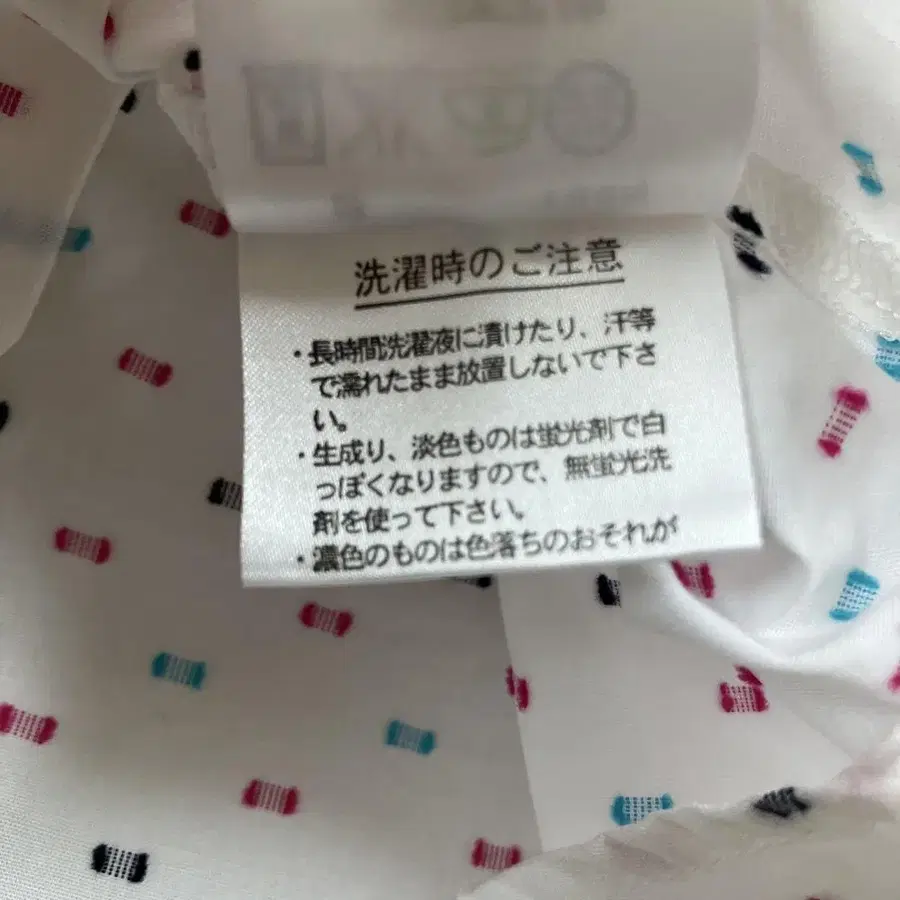 洗濯時のご注意
・長時間洗濯液に漬けたり、汗等
で濡れたまま放置しないで下さ
い。
・生成り、淡色ものは蛍光剤で白
っぽくなりますので、無蛍光洗
剤を使って下さい。
・濃色のものは色落ちのおそれが